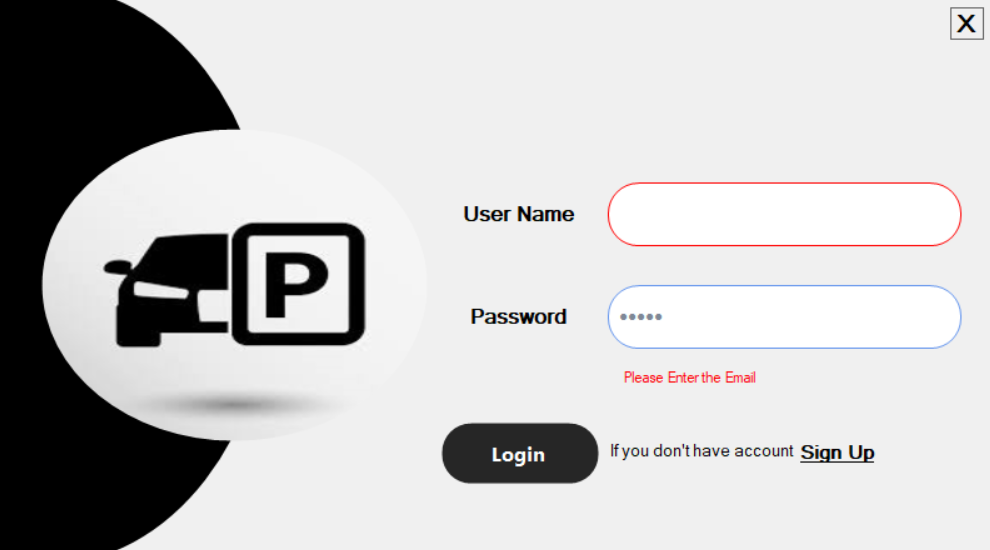 X
User Name
P
Password
•••••
Please Enter the Email
Login
If you don't have account Sign Up